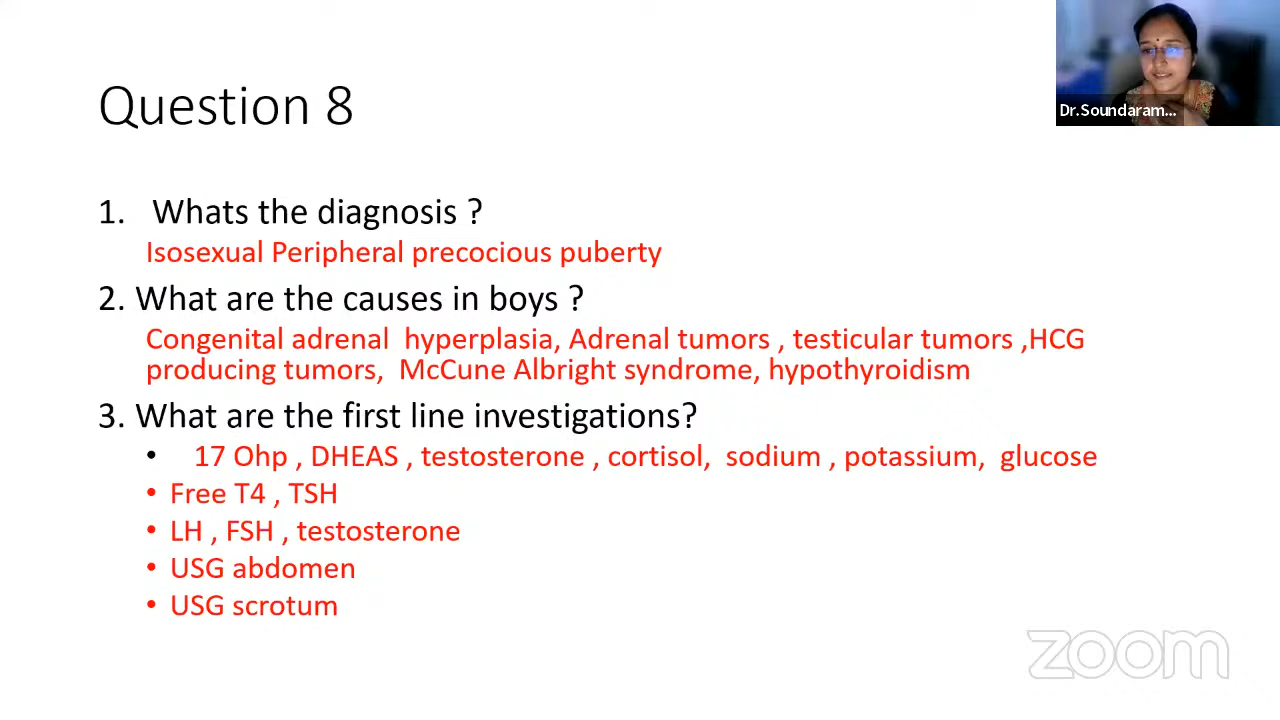 Dr.Soundaram...
Question 8
1. Whats the diagnosis ?
Isosexual Peripheral precocious puberty
2. What are the causes in boys ?
Congenital adrenal hyperplasia, Adrenal tumors , testicular tumors ,HCG
producing tumors, McCune Albright syndrome, hypothyroidism
3. What are the first line investigations?
• 17 Ohp , DHEAS , testosterone , cortisol, sodium , potassium, glucose
• Free T4 , TSH
• LH , FSH , testosterone
• USG abdomen
• USG scrotum
zoom